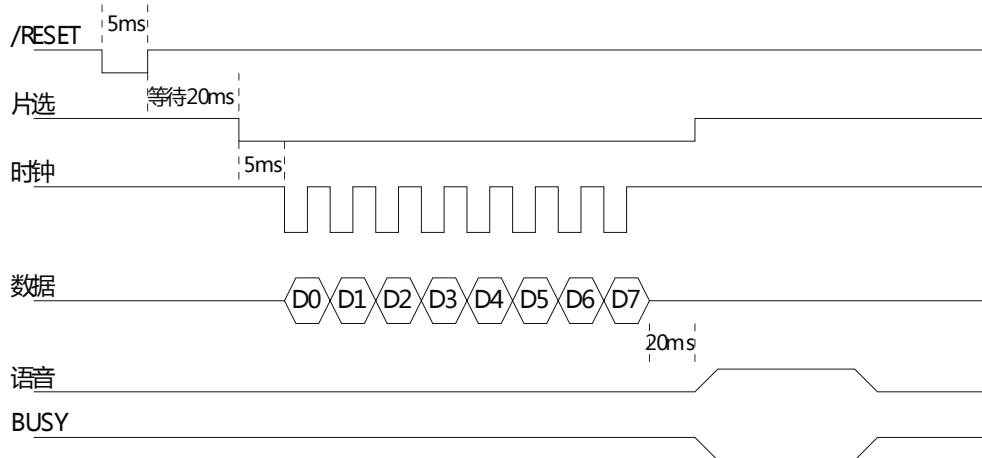 5ms
/RESET
等待20ms
片选
5ms
时钟
数据
D0 D1 D2 D3 D4 D5 D6 D7
20ms
语音
BUSY